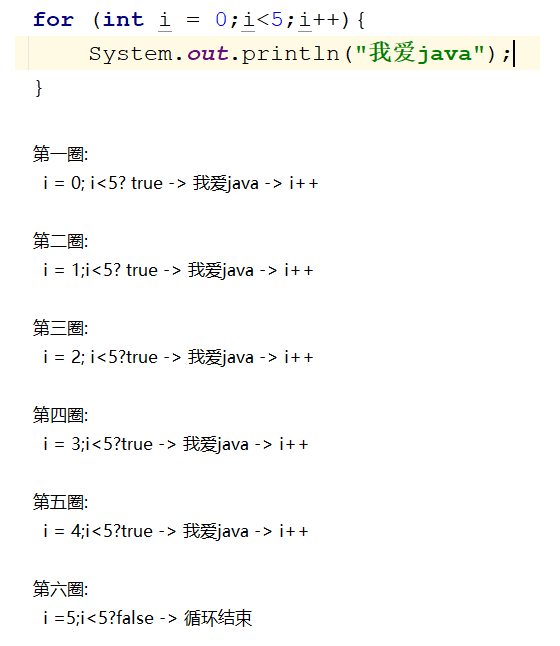 for (int i = 0;i<5;i++){
System.out.println("我爱java");
}
第一圈:
i = 0; i<5? true -> 我爱java -> i++
第二圈:
i = 1;i<5? true -> 我爱java -> i++
第三圈:
i = 2; i<5?true -> 我爱java -> i++
第四圈:
i = 3;i<5?true -> 我爱java -> i++
第五圈:
i = 4;i<5?true -> 我爱java -> i++
第六圈:
i =5;i<5?false -> 循环结束